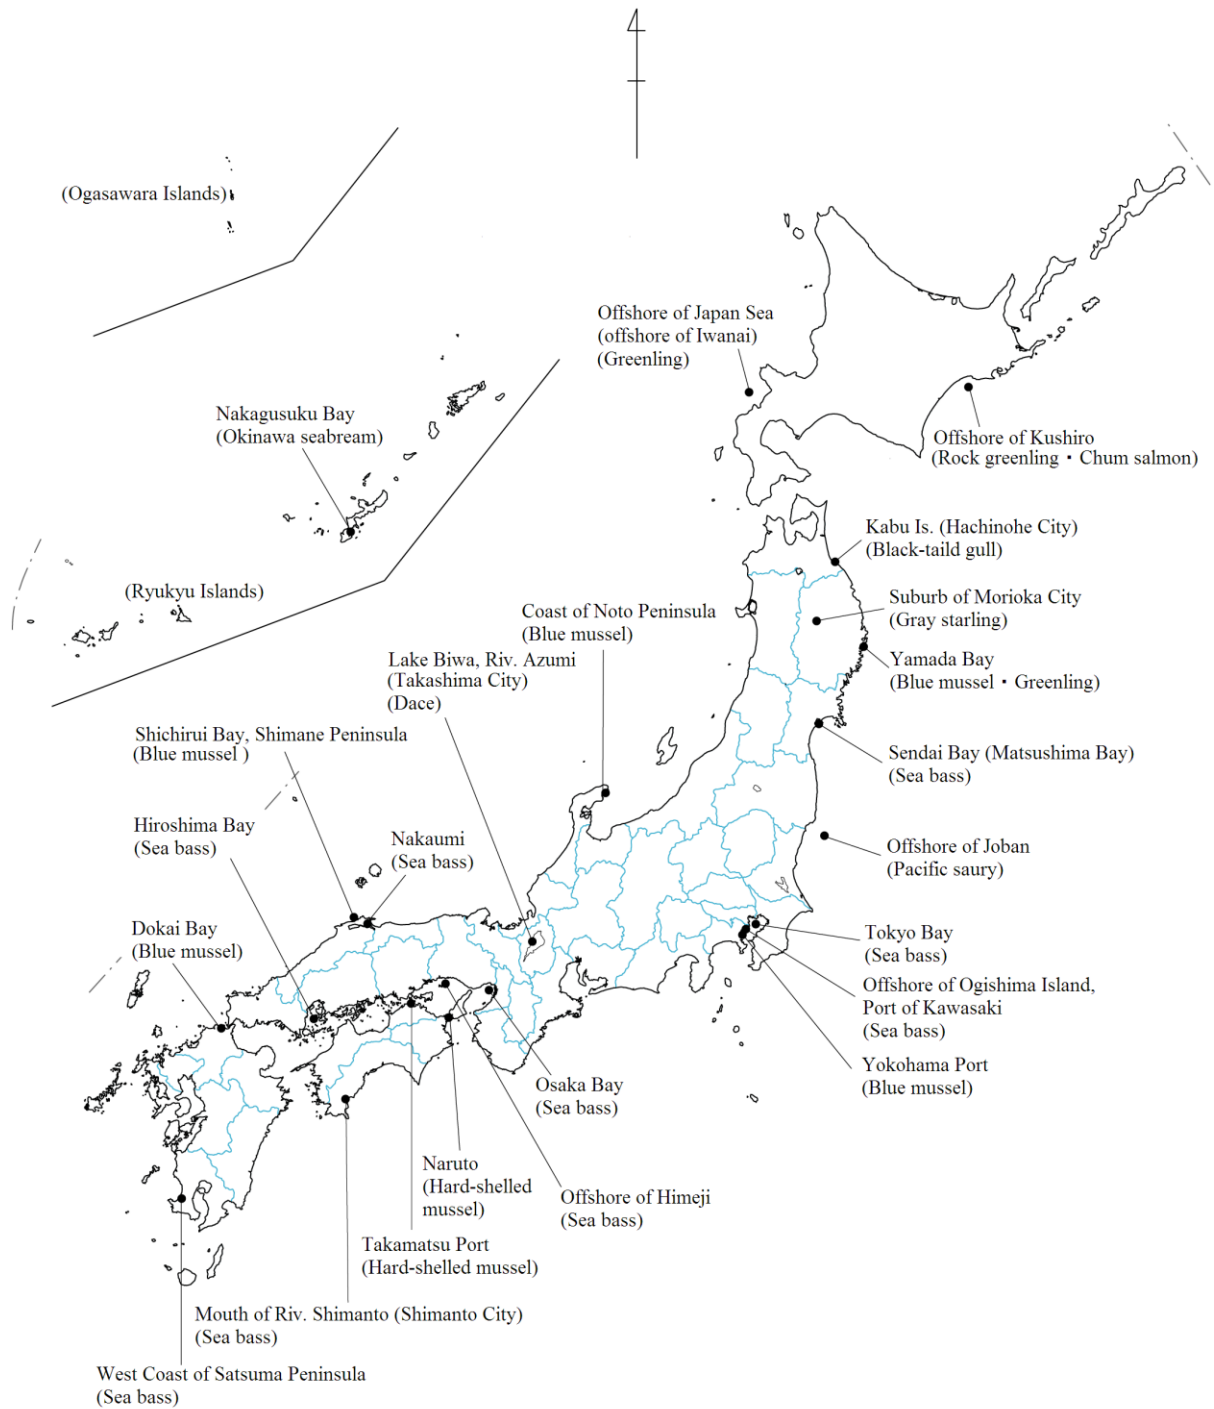 4
(Ogasawara Islands)
Offshore of Japan Sea
(offshore of Iwanai)
(Greenling)
Nakagusuku Bay
(Okinawa seabream)
Offshore of Kushiro
(Rock greenling・Chum salmon)
Kabu Is. (Hachinohe City)
(Black-taild gull)
(Ryukyu Islands)
Suburb of Morioka City
(Gray starling)
Coast of Noto Peninsula
(Blue mussel)
Lake Biwa, Riv. Azumi
(Takashima City)
(Dace)
Yamada Bay
(Blue mussel・Greenling)
Shichirui Bay, Shimane Peninsula
(Blue mussel )
Sendai Bay (Matsushima Bay)
(Sea bass)
Hiroshima Bay
(Sea bass)
Nakaumi
(Sea bass)
Offshore of Joban
(Pacific saury)
Dokai Bay
(Blue mussel)
Tokyo Bay
(Sea bass)
Offshore of Ogishima Island,
Port of Kawasaki
(Sea bass)
Yokohama Port
(Blue mussel)
Osaka Bay
(Sea bass)
Naruto
(Hard-shelled
mussel)
Offshore of Himeji
(Sea bass)
Takamatsu Port
(Hard-shelled mussel)
Mouth of Riv. Shimanto (Shimanto City)
(Sea bass)
West Coast of Satsuma Peninsula
(Sea bass)